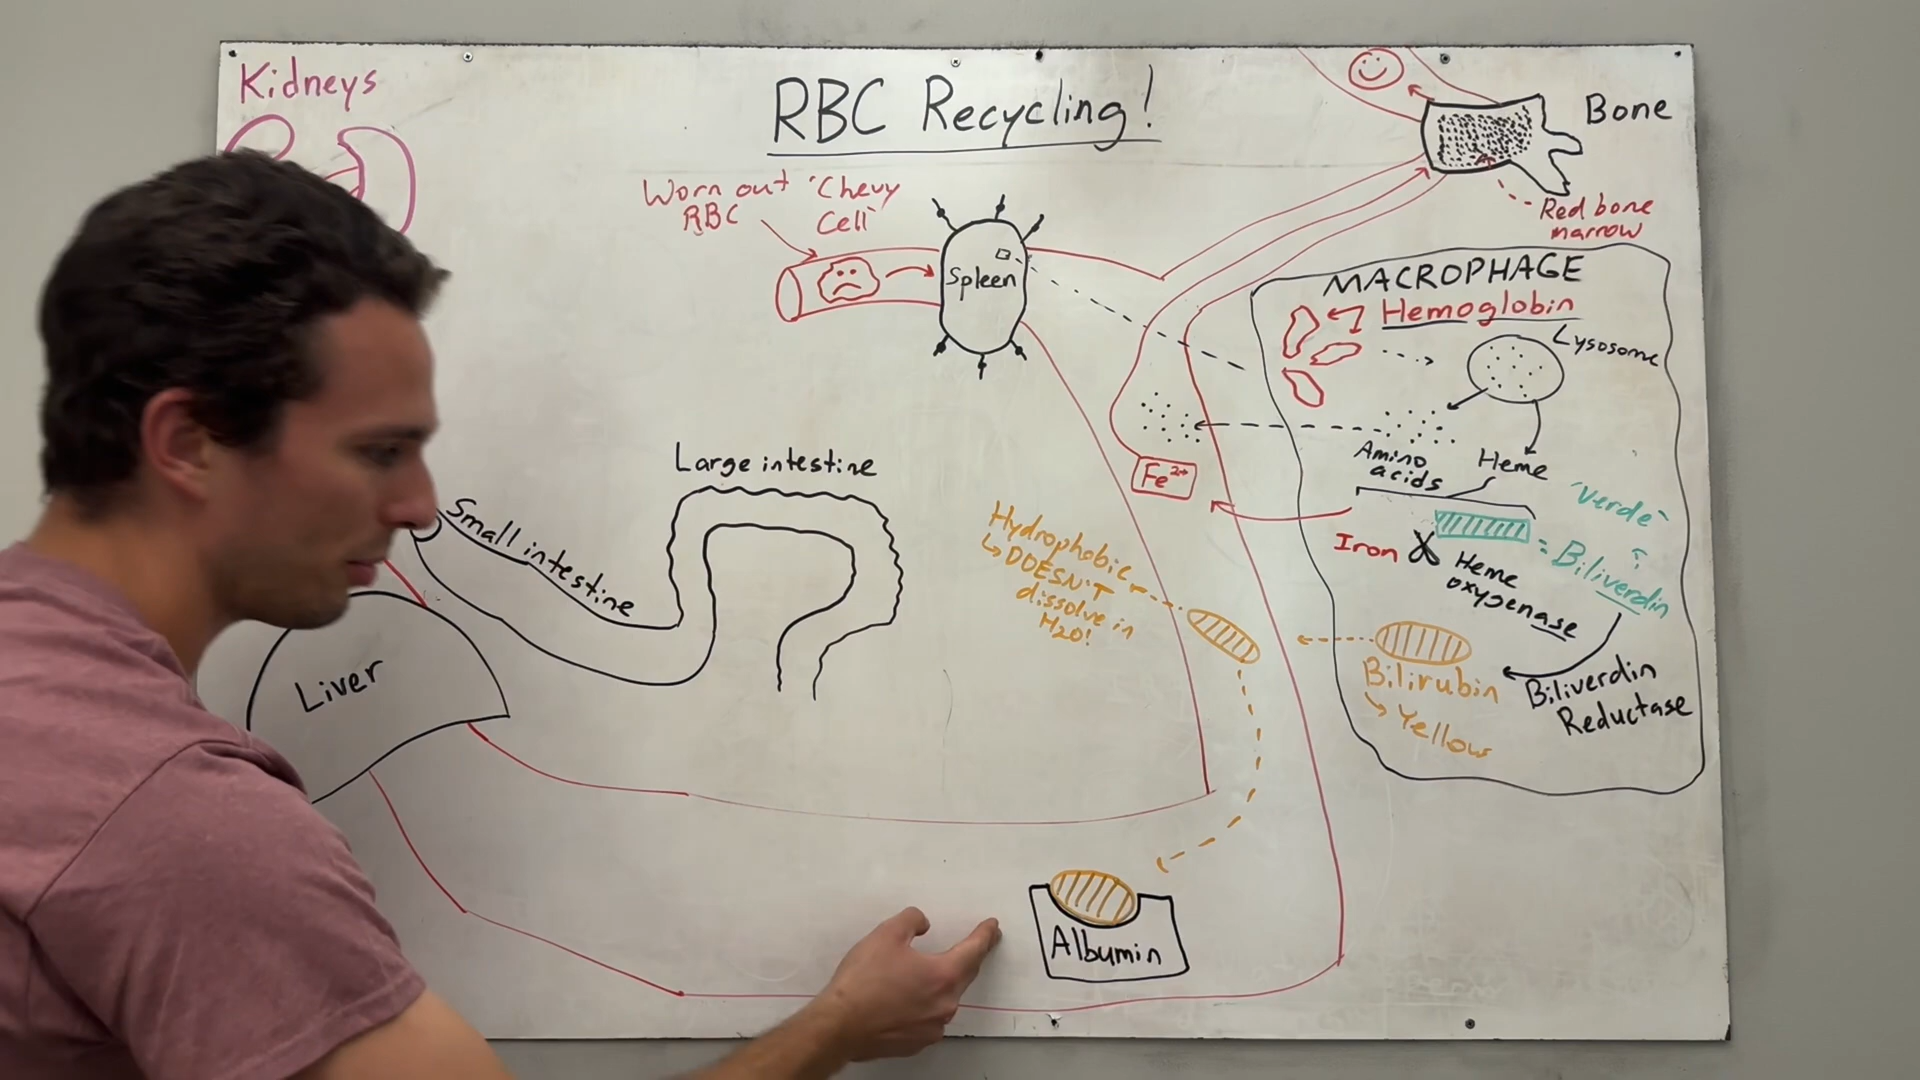 Kidneys
RBC Recycling!
Bone
Red bone
marrow
Worn out
RBC
"Chevy
Cell"
Spleen
MACROPHAGE
Hemoglobin
Lysosome
Amino
acids
Heme
Fe2+
Iron
Heme
oxygenase
"Verde"
= Biliverdin
Biliverdin
Reductase
Bilirubin
↳ Yellow
Large intestine
Small intestine
Hydrophobic
↳ DOESN'T
dissolve in
H2O!
Liver
Albumin